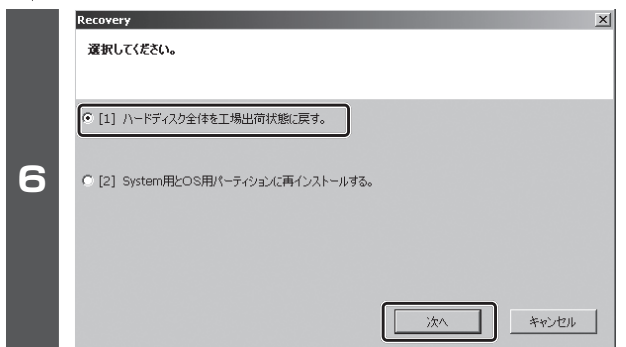 Recovery
選択してください。
[1] ハードディスク全体を工場出荷状態に戻す。
6
[2] System用とOS用パーティションに再インストールする。
次へ
キャンセル